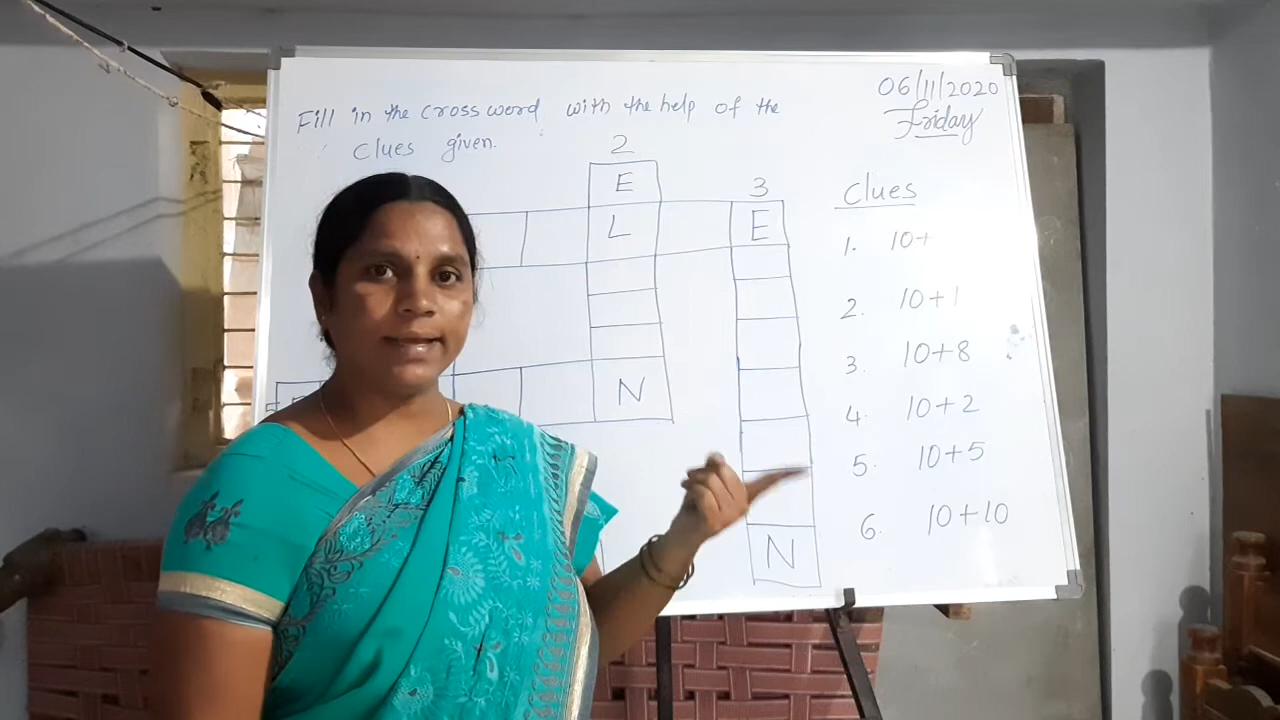 06/11/2020
Friday
Fill in the crossword with the help of the
clues given.
2
E
3
L
E
N
N
5
clues
1. 10+
2. 10+1
3. 10+8
4. 10+2
5. 10+5
6. 10+10